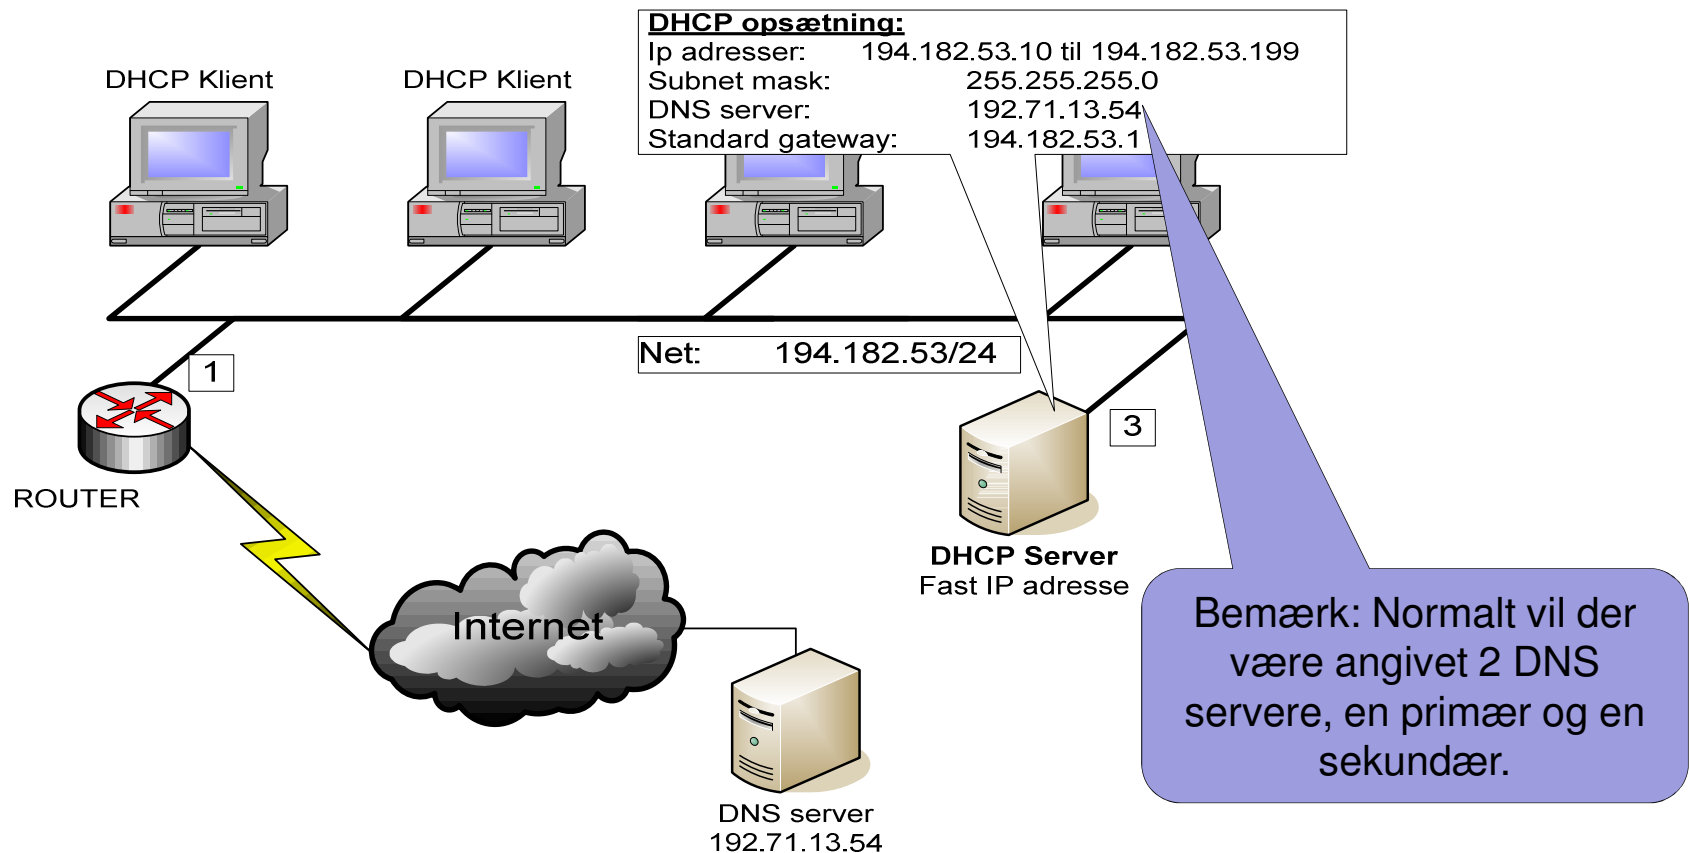 DHCP opsætning:
Ip adresser: 194.182.53.10 til 194.182.53.199
Subnet mask: 255.255.255.0
DNS server: 192.71.13.54
Standard gateway: 194.182.53.1
DHCP Klient
DHCP Klient
Net: 194.182.53/24
1
3
ROUTER
DHCP Server
Fast IP adresse
Internet
Bemærk: Normalt vil der
være angivet 2 DNS
servere, en primær og en
sekundær.
DNS server
192.71.13.54